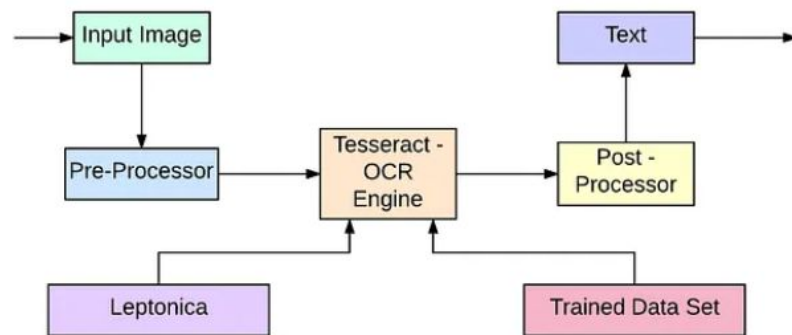 Input Image
Text
Pre-Processor
Tesseract -
OCR
Engine
Post -
Processor
Leptonica
Trained Data Set